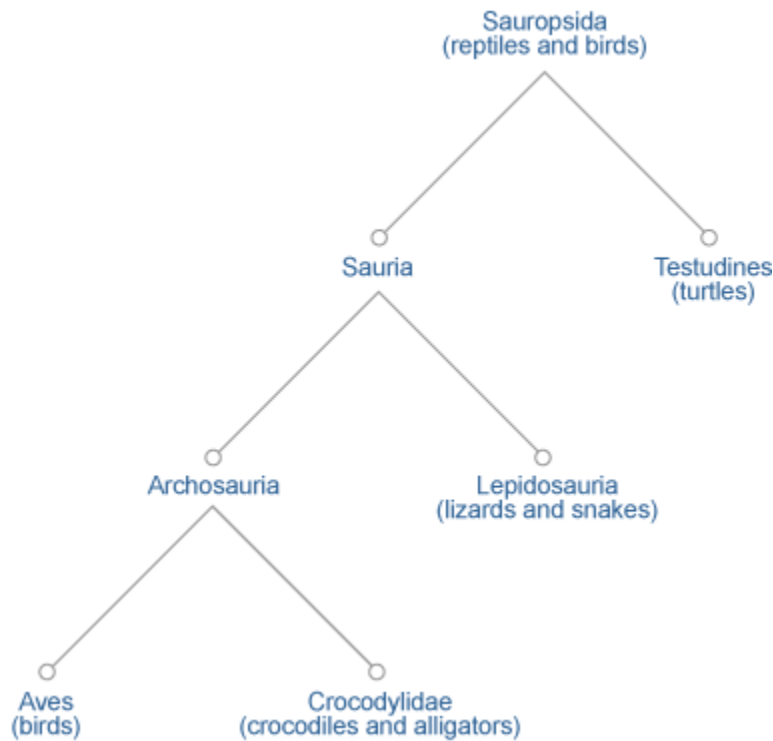 Sauropsida
(reptiles and birds)
Sauria
Testudines
(turtles)
Archosauria
Lepidosauria
(lizards and snakes)
Aves
(birds)
Crocodylidae
(crocodiles and alligators)